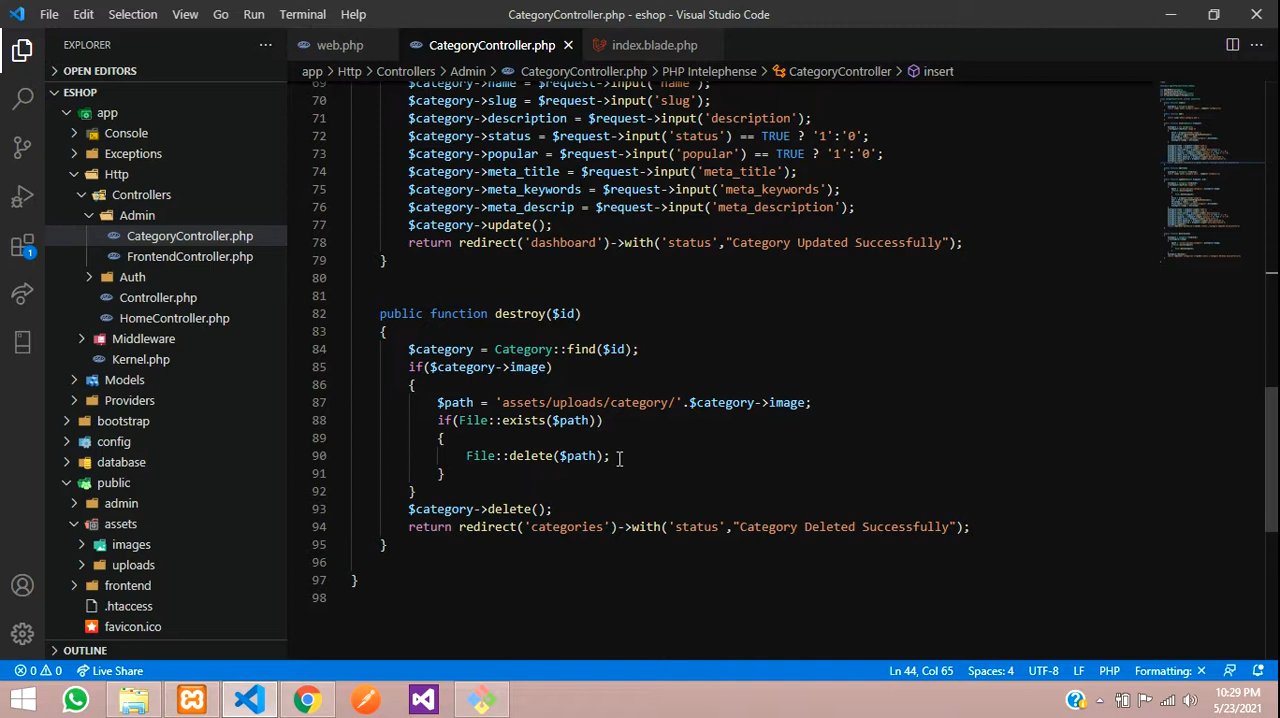 File Edit Selection View Go Run Terminal Help CategoryController.php - eshop - Visual Studio Code
EXPLORER
web.php CategoryController.php index.blade.php
OPEN EDITORS
app > Http > Controllers > Admin > CategoryController.php > PHP Intelephense > CategoryController > insert
ESHOP
app
Console
Exceptions
Http
Controllers
Admin
CategoryController.php
FrontendController.php
Auth
Controller.php
HomeController.php
Middleware
Kernel.php
Models
Providers
bootstrap
config
database
public
admin
assets
images
uploads
frontend
.htaccess
favicon.ico
OUTLINE
69 $category->name = $request->input('name');
70 $category->slug = $request->input('slug');
71 $category->description = $request->input('description');
72 $category->status = $request->input('status') == TRUE ? '1':'0';
73 $category->popular = $request->input('popular') == TRUE ? '1':'0';
74 $category->meta_title = $request->input('meta_title');
75 $category->meta_keywords = $request->input('meta_keywords');
76 $category->meta_descrip = $request->input('meta_description');
77 $category->update();
78 return redirect('dashboard')->with('status',"Category Updated Successfully");
79 }
80
81
82 public function destroy($id)
83 {
84 $category = Category::find($id);
85 if($category->image)
86 {
87 $path = 'assets/uploads/category/'.$category->image;
88 if(File::exists($path))
89 {
90 File::delete($path);
91 }
92 }
93 $category->delete();
94 return redirect('categories')->with('status',"Category Deleted Successfully");
95 }
96
97 }
98
1
0 0 Live Share Ln 44, Col 65 Spaces: 4 UTF-8 LF PHP Formatting: ×
10:29 PM
5/23/2021